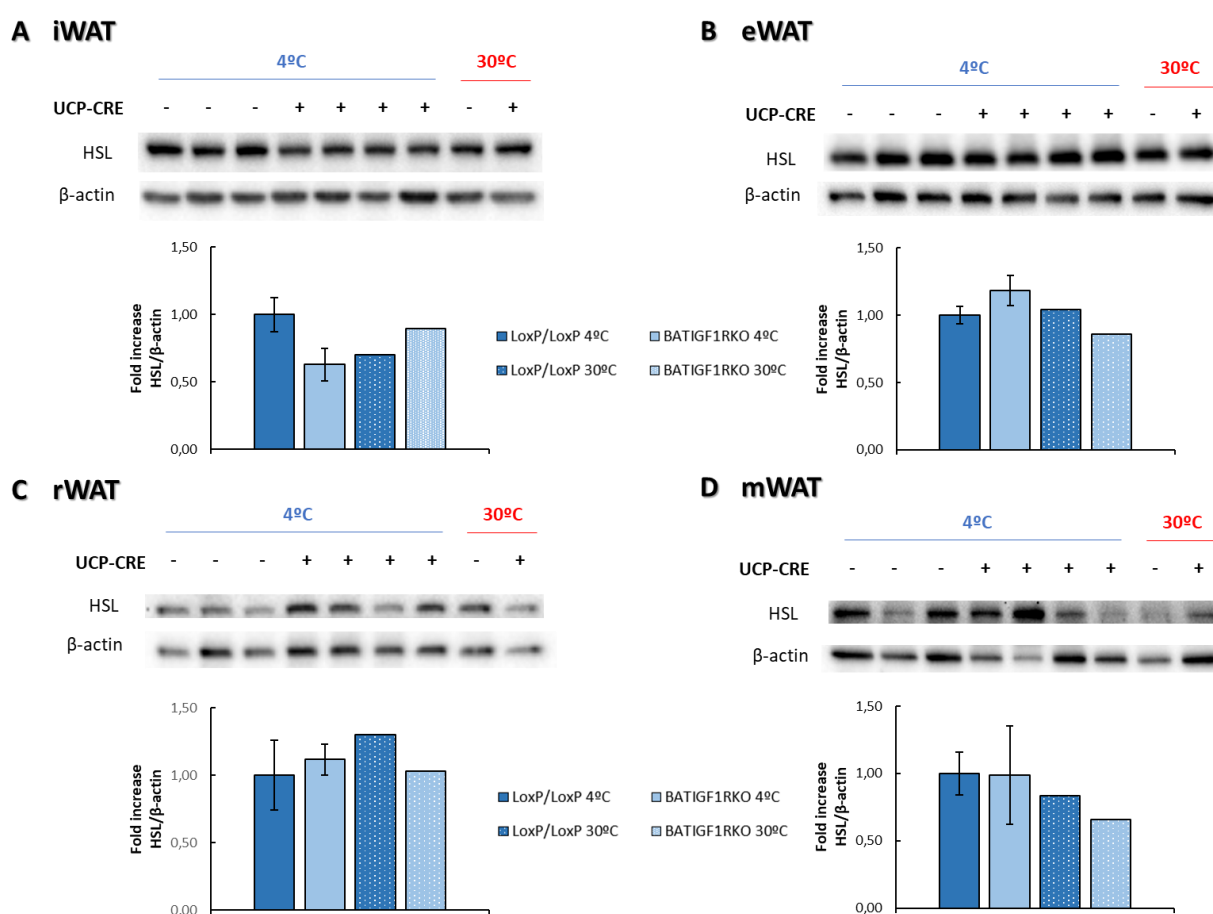 A iWAT
4ºC 30ºC
UCP-CRE - - - + + + + - +
HSL
β-actin
1,50
1,00
0,50
0,00
Fold increase
HSL/β-actin
B eWAT
4ºC 30ºC
UCP-CRE - - - + + + + - +
HSL
β-actin
1,50
1,00
0,50
0,00
Fold increase
HSL/β-actin
LoxP/LoxP 4ºC BATIGF1RKO 4ºC
LoxP/LoxP 30ºC BATIGF1RKO 30ºC
C rWAT
4ºC 30ºC
UCP-CRE - - - + + + + - +
HSL
β-actin
1,50
1,00
0,50
0,00
Fold increase
HSL/β-actin
D mWAT
4ºC 30ºC
UCP-CRE - - - + + + + - +
HSL
β-actin
1,50
1,00
0,50
0,00
Fold increase
HSL/β-actin
LoxP/LoxP 4ºC BATIGF1RKO 4ºC
LoxP/LoxP 30ºC BATIGF1RKO 30ºC